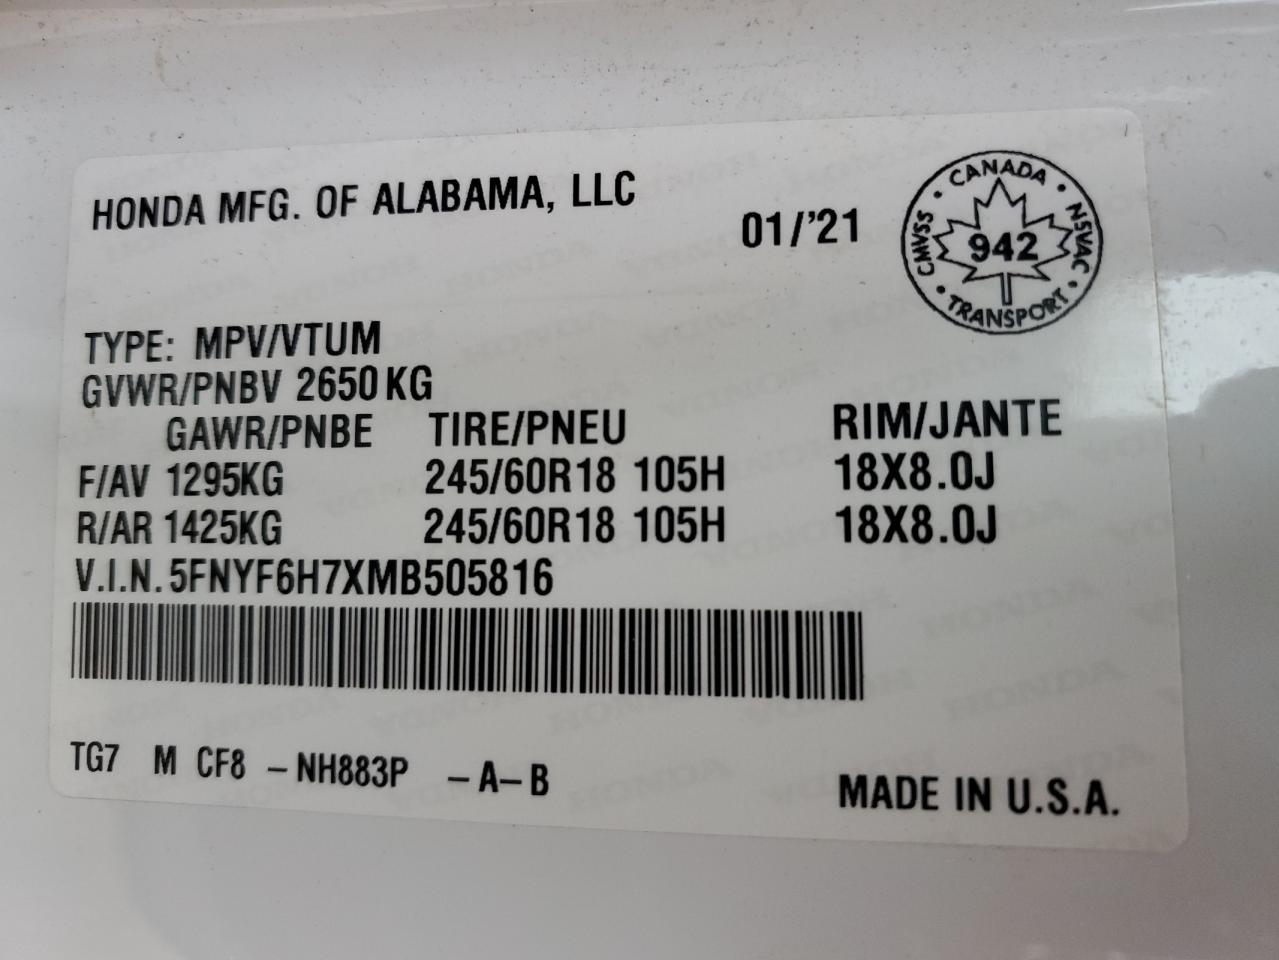 HONDA MFG. OF ALABAMA, LLC
01/'21
CANADA
CMVSS 942 NSVAC
TRANSPORT
TYPE: MPV/VTUM
GVWR/PNBV 2650 KG
GAWR/PNBE TIRE/PNEU RIM/JANTE
F/AV 1295KG 245/60R18 105H 18X8.0J
R/AR 1425KG 245/60R18 105H 18X8.0J
V.I.N. 5FNYF6H7XMB505816
TG7 M CF8 - NH883P - A - B
MADE IN U.S.A.